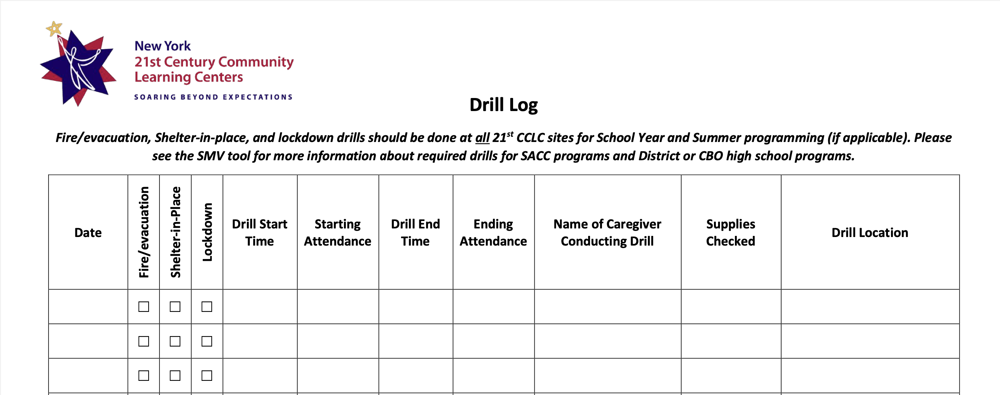 New York
21st Century Community
Learning Centers
SOARING BEYOND EXPECTATIONS
Drill Log
Fire/evacuation, Shelter-in-place, and lockdown drills should be done at all 21st CCLC sites for School Year and Summer programming (if applicable). Please
see the SMV tool for more information about required drills for SACC programs and District or CBO high school programs.
Date
Fire/evacuation
Shelter-in-Place
Lockdown
Drill Start
Time
Starting
Attendance
Drill End
Time
Ending
Attendance
Name of Caregiver
Conducting Drill
Supplies
Checked
Drill Location
☐ ☐ ☐
☐ ☐ ☐
☐ ☐ ☐